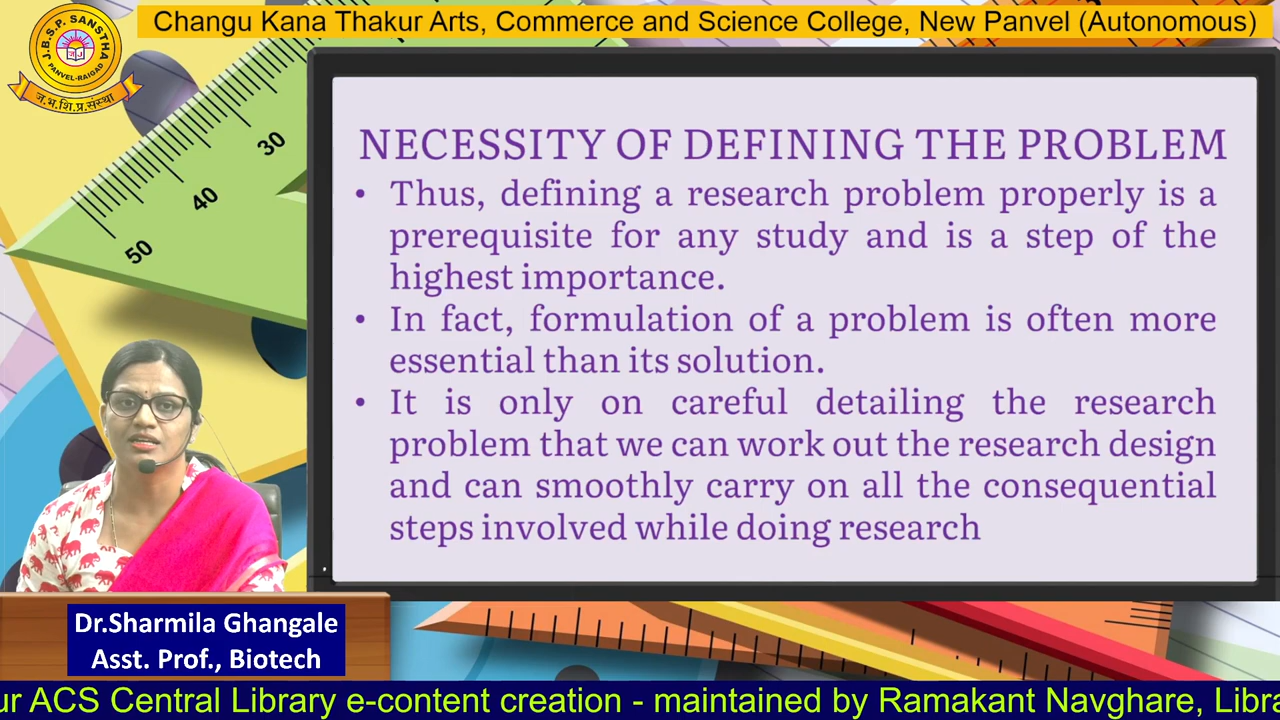 Changu Kana Thakur Arts, Commerce and Science College, New Panvel (Autonomous)
J.B.S.P. SANSTHA
PANVEL-RAIGAD
ज.भ.शि.प्र.संस्था
30
40
50
NECESSITY OF DEFINING THE PROBLEM
• Thus, defining a research problem properly is a
prerequisite for any study and is a step of the
highest importance.
• In fact, formulation of a problem is often more
essential than its solution.
• It is only on careful detailing the research
problem that we can work out the research design
and can smoothly carry on all the consequential
steps involved while doing research
Dr.Sharmila Ghangale
Asst. Prof., Biotech
ur ACS Central Library e-content creation - maintained by Ramakant Navghare, Libra